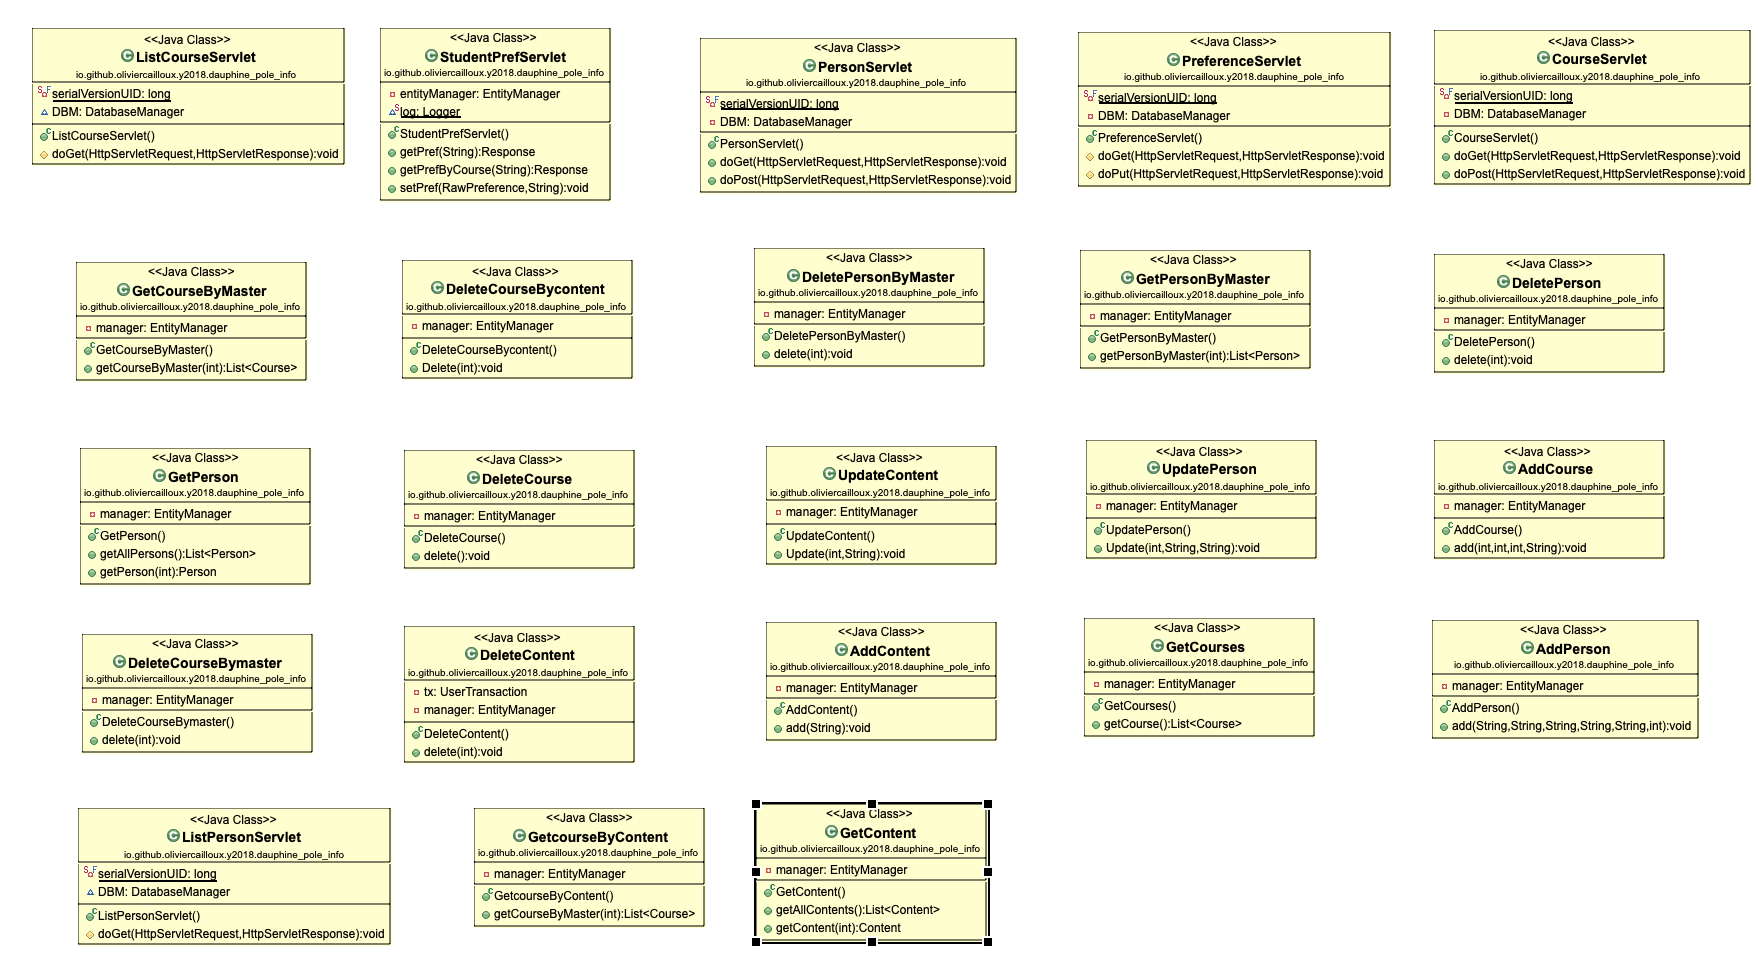 <<Java Class>>
ListCourseServlet
io.github.oliviercailloux.y2018.dauphine_pole_info
serialVersionUID: long
DBM: DatabaseManager
ListCourseServlet()
doGet(HttpServletRequest,HttpServletResponse):void
<<Java Class>>
StudentPrefServlet
io.github.oliviercailloux.y2018.dauphine_pole_info
entityManager: EntityManager
log: Logger
StudentPrefServlet()
getPref(String):Response
getPrefByCourse(String):Response
setPref(RawPreference,String):void
<<Java Class>>
PersonServlet
io.github.oliviercailloux.y2018.dauphine_pole_info
serialVersionUID: long
DBM: DatabaseManager
PersonServlet()
doGet(HttpServletRequest,HttpServletResponse):void
doPost(HttpServletRequest,HttpServletResponse):void
<<Java Class>>
PreferenceServlet
io.github.oliviercailloux.y2018.dauphine_pole_info
serialVersionUID: long
DBM: DatabaseManager
PreferenceServlet()
doGet(HttpServletRequest,HttpServletResponse):void
doPut(HttpServletRequest,HttpServletResponse):void
<<Java Class>>
CourseServlet
io.github.oliviercailloux.y2018.dauphine_pole_info
serialVersionUID: long
DBM: DatabaseManager
CourseServlet()
doGet(HttpServletRequest,HttpServletResponse):void
doPost(HttpServletRequest,HttpServletResponse):void
<<Java Class>>
GetCourseByMaster
io.github.oliviercailloux.y2018.dauphine_pole_info
manager: EntityManager
GetCourseByMaster()
getCourseByMaster(int):List<Course>
<<Java Class>>
DeleteCourseBycontent
io.github.oliviercailloux.y2018.dauphine_pole_info
manager: EntityManager
DeleteCourseBycontent()
Delete(int):void
<<Java Class>>
DeletePersonByMaster
io.github.oliviercailloux.y2018.dauphine_pole_info
manager: EntityManager
DeletePersonByMaster()
delete(int):void
<<Java Class>>
GetPersonByMaster
io.github.oliviercailloux.y2018.dauphine_pole_info
manager: EntityManager
GetPersonByMaster()
getPersonByMaster(int):List<Person>
<<Java Class>>
DeletePerson
io.github.oliviercailloux.y2018.dauphine_pole_info
manager: EntityManager
DeletePerson()
delete(int):void
<<Java Class>>
GetPerson
io.github.oliviercailloux.y2018.dauphine_pole_info
manager: EntityManager
GetPerson()
getAllPersons():List<Person>
getPerson(int):Person
<<Java Class>>
DeleteCourse
io.github.oliviercailloux.y2018.dauphine_pole_info
manager: EntityManager
DeleteCourse()
delete():void
<<Java Class>>
UpdateContent
io.github.oliviercailloux.y2018.dauphine_pole_info
manager: EntityManager
UpdateContent()
Update(int,String):void
<<Java Class>>
UpdatePerson
io.github.oliviercailloux.y2018.dauphine_pole_info
manager: EntityManager
UpdatePerson()
Update(int,String,String):void
<<Java Class>>
AddCourse
io.github.oliviercailloux.y2018.dauphine_pole_info
manager: EntityManager
AddCourse()
add(int,int,int,String):void
<<Java Class>>
DeleteCourseBymaster
io.github.oliviercailloux.y2018.dauphine_pole_info
manager: EntityManager
DeleteCourseBymaster()
delete(int):void
<<Java Class>>
DeleteContent
io.github.oliviercailloux.y2018.dauphine_pole_info
tx: UserTransaction
manager: EntityManager
DeleteContent()
delete(int):void
<<Java Class>>
AddContent
io.github.oliviercailloux.y2018.dauphine_pole_info
manager: EntityManager
AddContent()
add(String):void
<<Java Class>>
GetCourses
io.github.oliviercailloux.y2018.dauphine_pole_info
manager: EntityManager
GetCourses()
getCourse():List<Course>
<<Java Class>>
AddPerson
io.github.oliviercailloux.y2018.dauphine_pole_info
manager: EntityManager
AddPerson()
add(String,String,String,String,String,int):void
<<Java Class>>
ListPersonServlet
io.github.oliviercailloux.y2018.dauphine_pole_info
serialVersionUID: long
DBM: DatabaseManager
ListPersonServlet()
doGet(HttpServletRequest,HttpServletResponse):void
<<Java Class>>
GetcourseByContent
io.github.oliviercailloux.y2018.dauphine_pole_info
manager: EntityManager
GetcourseByContent()
getCourseByMaster(int):List<Course>
<<Java Class>>
GetContent
io.github.oliviercailloux.y2018.dauphine_pole_info
manager: EntityManager
GetContent()
getAllContents():List<Content>
getContent(int):Content